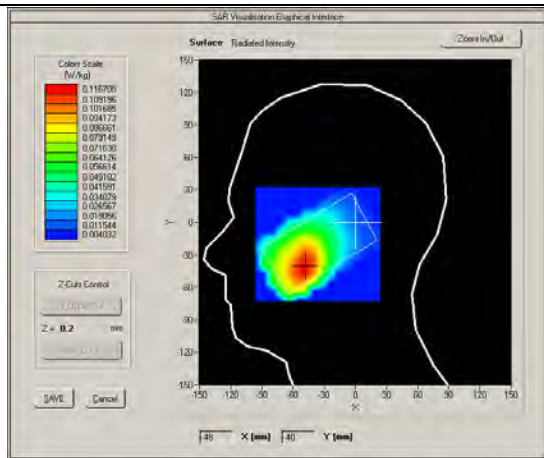 SAR Visualisation Graphical Interface
Surface Radiated Intensity
Zoom In/Out
Colors Scale
(W/kg)
0.116708
0.109196
0.101685
0.094173
0.086661
0.079149
0.071638
0.064126
0.056614
0.049102
0.041591
0.034079
0.026567
0.019056
0.011544
0.004032
150
120
90
60
30
0
-30
-60
-90
-120
-150
Y
-150 -120 -90 -60 -30 0 30 60 90 120 150
X
Z-Cuts Control
Z = 0.2 mm
SAVE Cancel
-48 X (mm) -40 Y (mm)